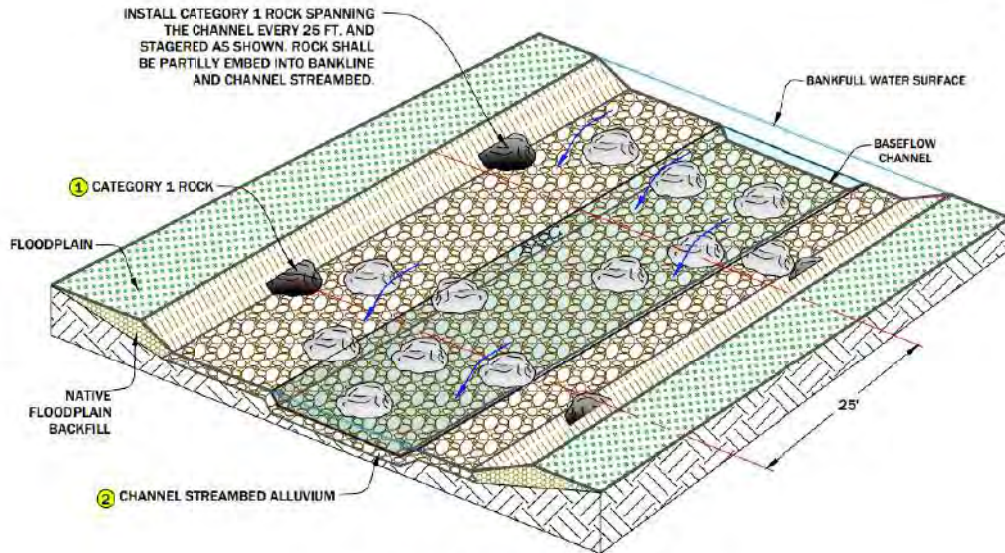 INSTALL CATEGORY 1 ROCK SPANNING
THE CHANNEL EVERY 25 FT. AND
STAGERED AS SHOWN. ROCK SHALL
BE PARTILLY EMBED INTO BANKLINE
AND CHANNEL STREAMBED.
BANKFULL WATER SURFACE
BASEFLOW
CHANNEL
1 CATEGORY 1 ROCK
FLOODPLAIN
NATIVE
FLOODPLAIN
BACKFILL
25'
2 CHANNEL STREAMBED ALLUVIUM